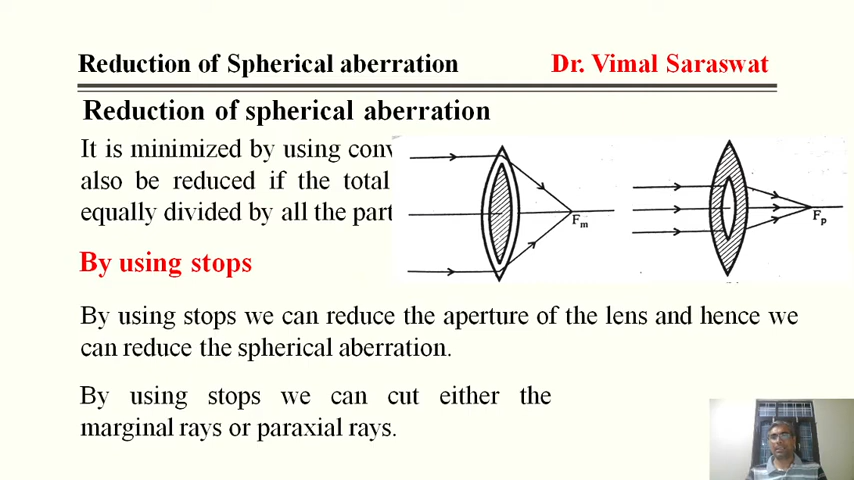 Reduction of Spherical aberration Dr. Vimal Saraswat
Reduction of spherical aberration
It is minimized by using conv
also be reduced if the total
equally divided by all the part
Fm
Fp
By using stops
By using stops we can reduce the aperture of the lens and hence we
can reduce the spherical aberration.
By using stops we can cut either the
marginal rays or paraxial rays.